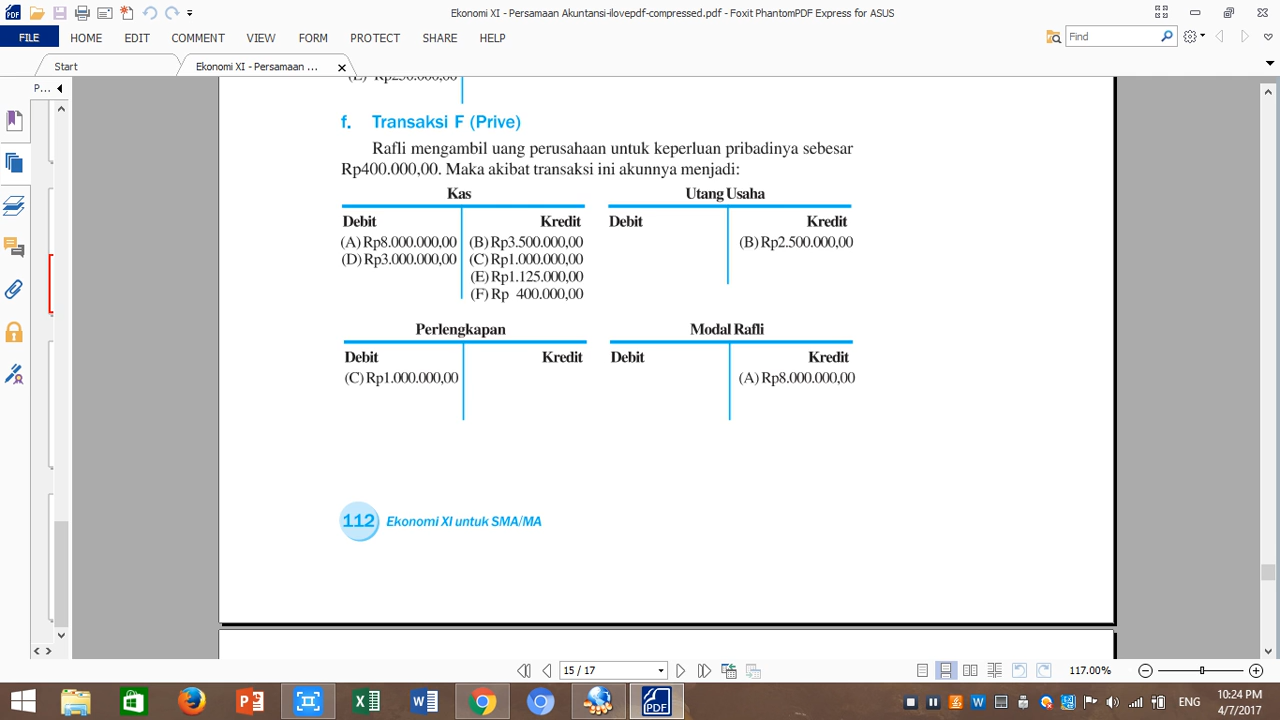 Ekonomi XI - Persamaan Akuntansi-ilovepdf-compressed.pdf - Foxit PhantomPDF Express for ASUS
FILE HOME EDIT COMMENT VIEW FORM PROTECT SHARE HELP
Find
Start
Ekonomi XI - Persamaan ...
P...
Rp250.000,00
f. Transaksi F (Prive)
Rafli mengambil uang perusahaan untuk keperluan pribadinya sebesar
Rp400.000,00. Maka akibat transaksi ini akunnya menjadi:
Kas
Debit Kredit
(A) Rp8.000.000,00 (B) Rp3.500.000,00
(D) Rp3.000.000,00 (C) Rp1.000.000,00
(E) Rp1.125.000,00
(F) Rp 400.000,00
Utang Usaha
Debit Kredit
(B) Rp2.500.000,00
Perlengkapan
Debit Kredit
(C) Rp1.000.000,00
Modal Rafli
Debit Kredit
(A) Rp8.000.000,00
112 Ekonomi XI untuk SMA/MA
15 / 17
117.00%
ENG
10:24 PM
4/7/2017